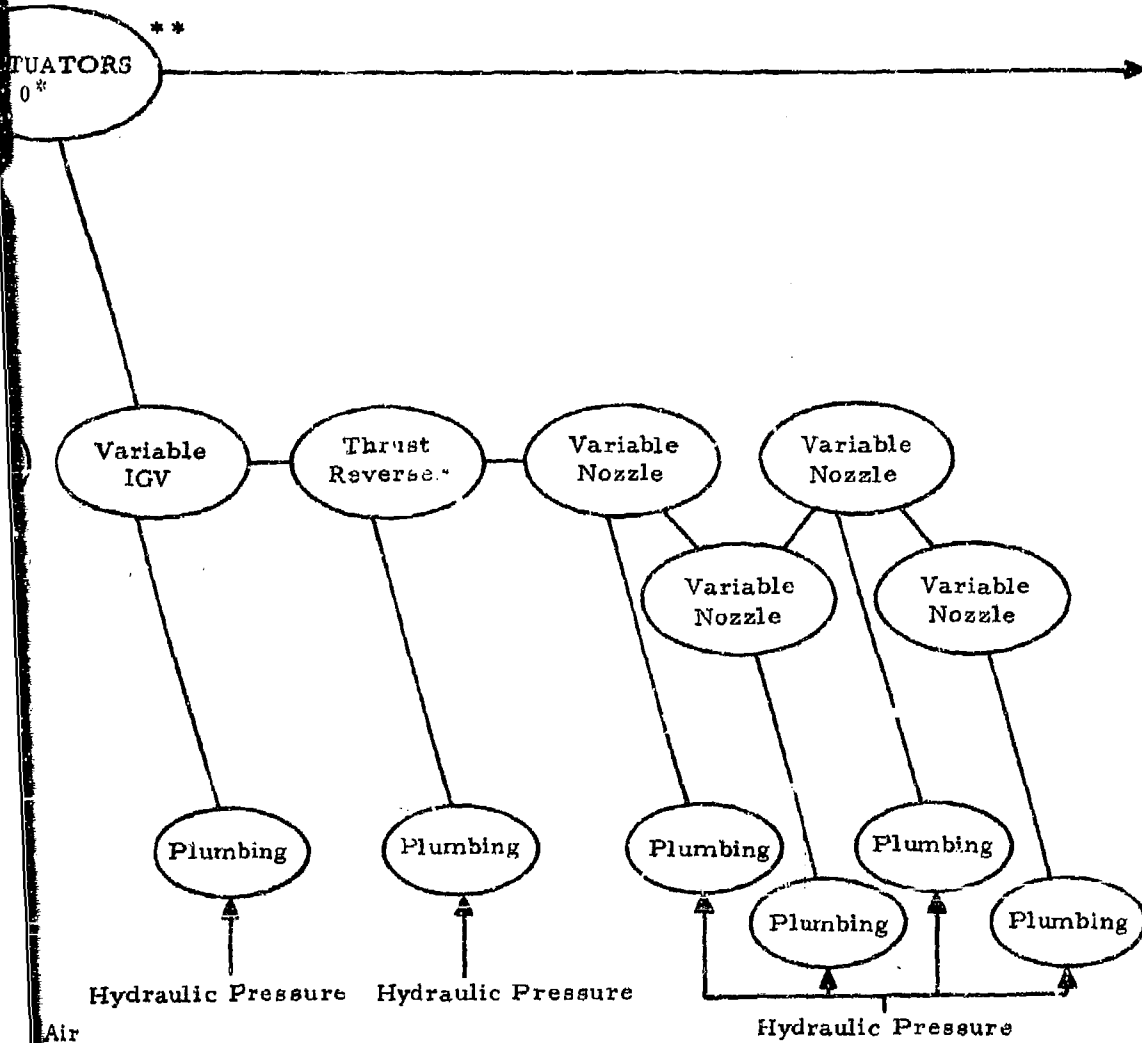 **
TUATORS
0*
Variable
IGV
Thrust
Reverse
Variable
Nozzle
Variable
Nozzle
Variable
Nozzle
Variable
Nozzle
Plumbing
Plumbing
Plumbing
Plumbing
Plumbing
Plumbing
Hydraulic Pressure
Hydraulic Pressure
Hydraulic Pressure
Air